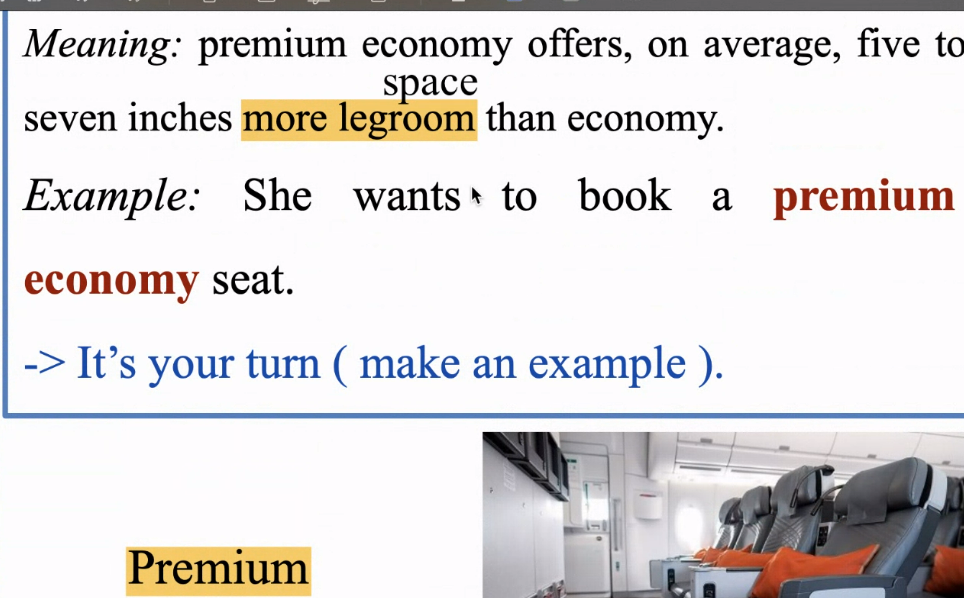 Meaning: premium economy offers, on average, five to
space
seven inches more legroom than economy.
Example: She wants to book a premium
economy seat.
-> It’s your turn ( make an example ).
Premium